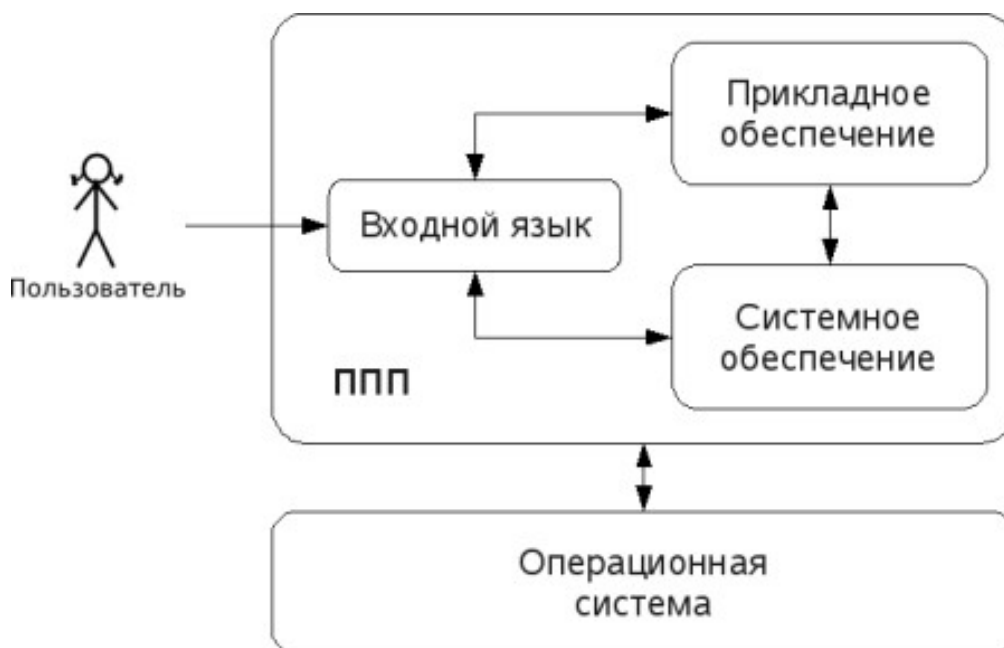 Прикладное
обеспечение
Входной язык
Пользователь
Системное
обеспечение
ППП
Операционная
система